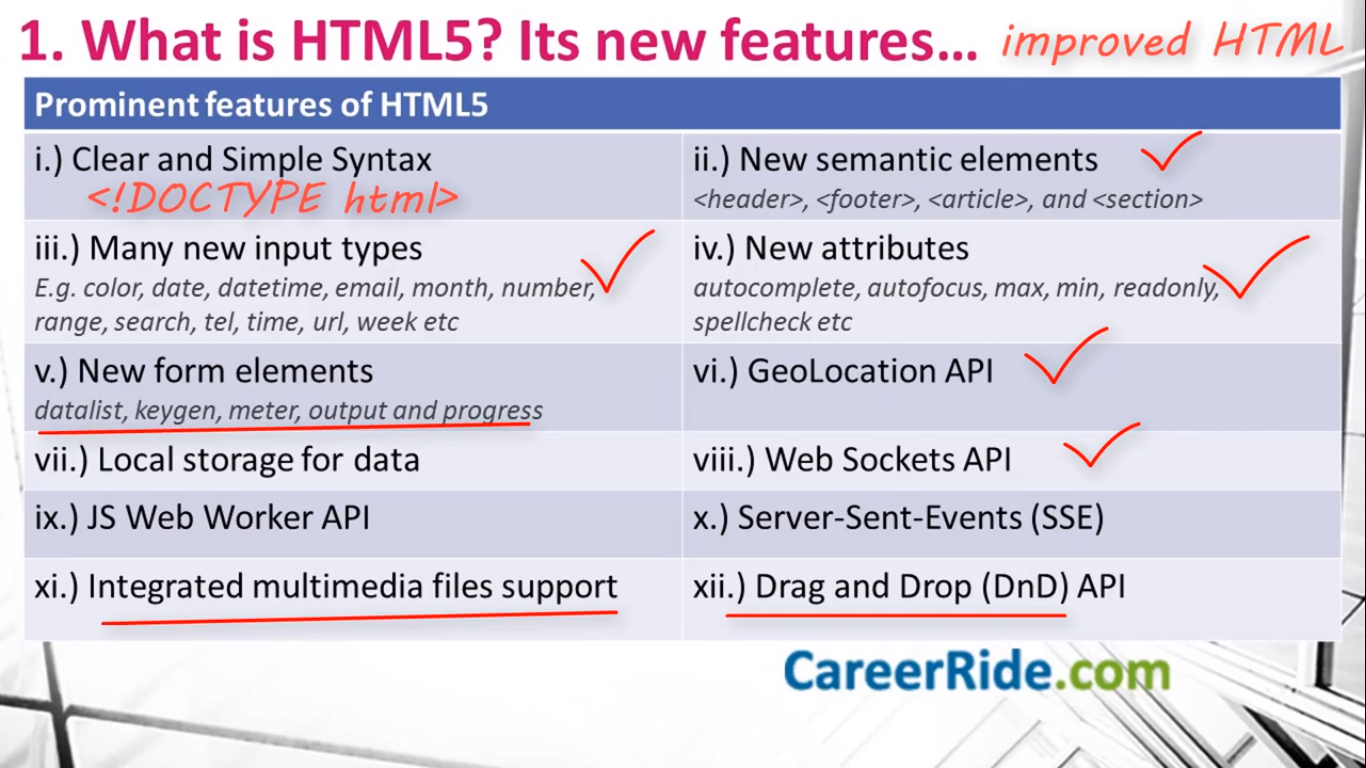 1. What is HTML5? Its new features... improved HTML
Prominent features of HTML5
i.) Clear and Simple Syntax
<!DOCTYPE html>
ii.) New semantic elements
<header>, <footer>, <article>, and <section>
iii.) Many new input types
E.g. color, date, datetime, email, month, number,
range, search, tel, time, url, week etc
iv.) New attributes
autocomplete, autofocus, max, min, readonly,
spellcheck etc
v.) New form elements
datalist, keygen, meter, output and progress
vi.) GeoLocation API
vii.) Local storage for data
viii.) Web Sockets API
ix.) JS Web Worker API
x.) Server-Sent-Events (SSE)
xi.) Integrated multimedia files support
xii.) Drag and Drop (DnD) API
CareerRide.com